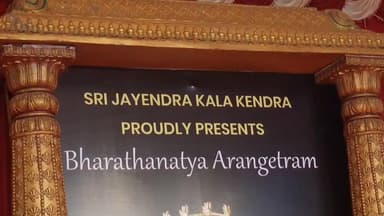 SRI JAYENDRA KALA KENDRA
PROUDLY PRESENTS
Bharathanatya Arangetram